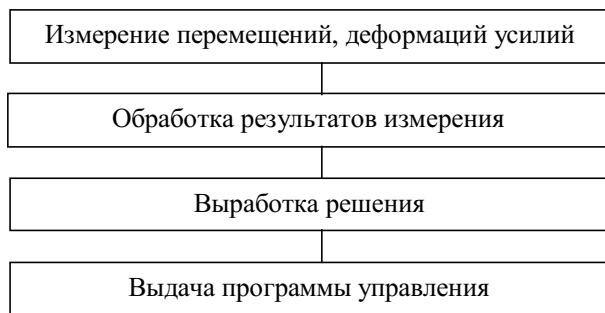 Измерение перемещений, деформаций усилий
Обработка результатов измерения
Выработка решения
Выдача программы управления